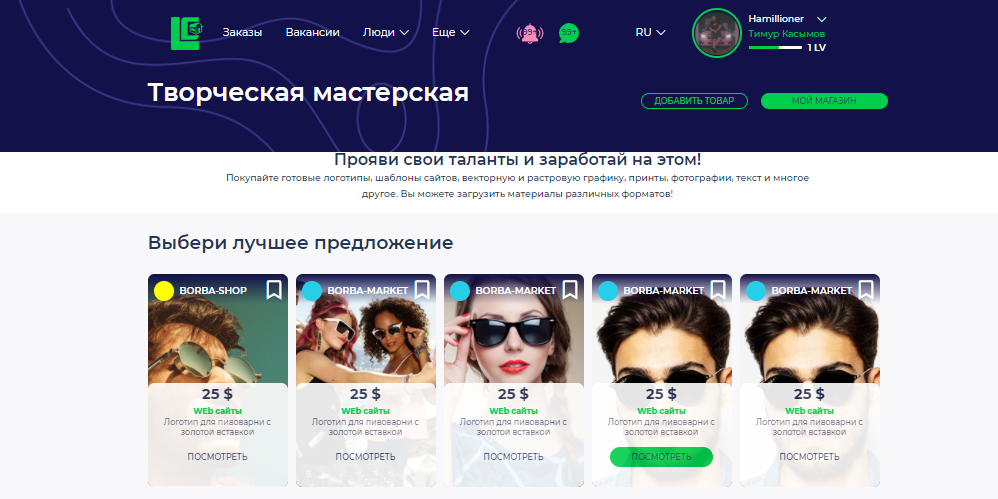 Заказы Вакансии Люди Еще 99+ 99+ RU Hamillioner
Тимур Касымов
1 LV
Творческая мастерская
ДОБАВИТЬ ТОВАР МОЙ МАГАЗИН
Прояви свои таланты и заработай на этом!
Покупайте готовые логотипы, шаблоны сайтов, векторную и растровую графику, принты, фотографии, текст и многое
другое. Вы можете загрузить материалы различных форматов!
Выбери лучшее предложение
BORBA-SHOP
25 $
WEb сайты
Логотип для пивоварни с
золотой вставкой
ПОСМОТРЕТЬ
BORBA-MARKET
25 $
WEb сайты
Логотип для пивоварни с
золотой вставкой
ПОСМОТРЕТЬ
BORBA-MARKET
25 $
WEb сайты
Логотип для пивоварни с
золотой вставкой
ПОСМОТРЕТЬ
BORBA-MARKET
25 $
WEb сайты
Логотип для пивоварни с
золотой вставкой
ПОСМОТРЕТЬ
BORBA-MARKET
25 $
WEb сайты
Логотип для пивоварни с
золотой вставкой
ПОСМОТРЕТЬ